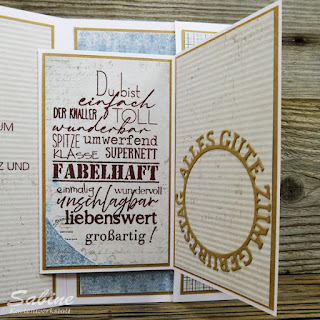 UM
Z UND
Du bist
einfach
DER KNALLER TOLL
wunderbar
SPITZE umwerfend
KLASSE SUPERNETT
FABELHAFT
einmalig wundervoll
unschlagbar
liebenswert
großartig!
ALLES GUTE ZUM GEBURTSTAG
Sabine
Kartenwerkstatt